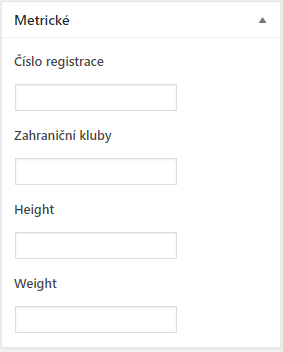 Metrické
Číslo registrace
Zahraniční kluby
Height
Weight